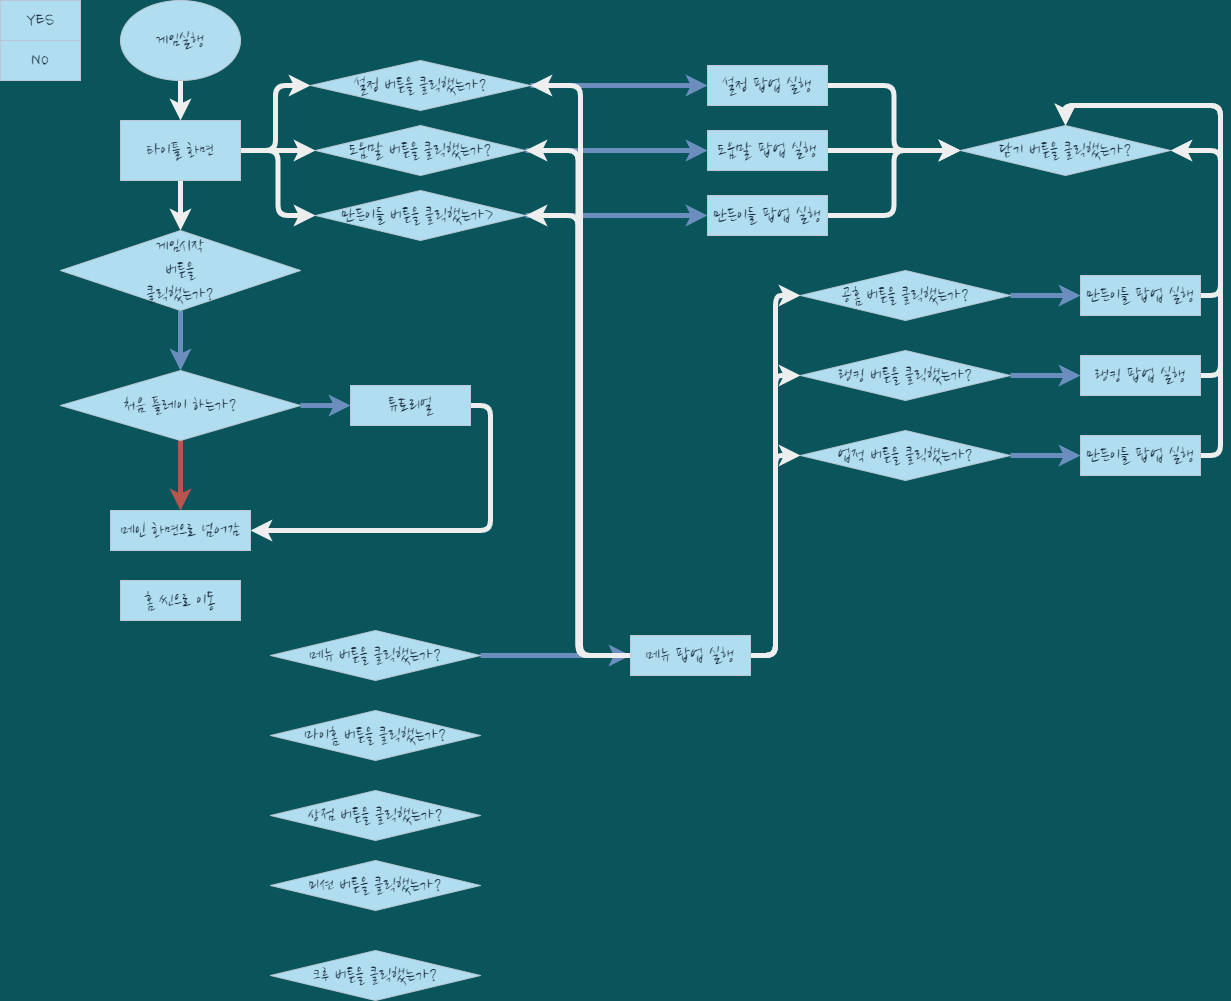 YES
NO
게임실행
타이틀 화면
게임시작
버튼을
클릭했는가?
처음 플레이 하는가?
튜토리얼
메인 화면으로 넘어감
홈 씬으로 이동
설정 버튼을 클릭했는가?
도움말 버튼을 클릭했는가?
만든이들 버튼을 클릭했는가>
설정 팝업 실행
도움말 팝업 실행
만든이들 팝업 실행
닫기 버튼을 클릭했는가?
공홈 버튼을 클릭했는가?
만든이들 팝업 실행
랭킹 버튼을 클릭했는가?
랭킹 팝업 실행
업적 버튼을 클릭했는가?
만든이들 팝업 실행
메뉴 버튼을 클릭했는가?
메뉴 팝업 실행
마이홈 버튼을 클릭했는가?
상점 버튼을 클릭했는가?
미션 버튼을 클릭했는가?
크루 버튼을 클릭했는가?